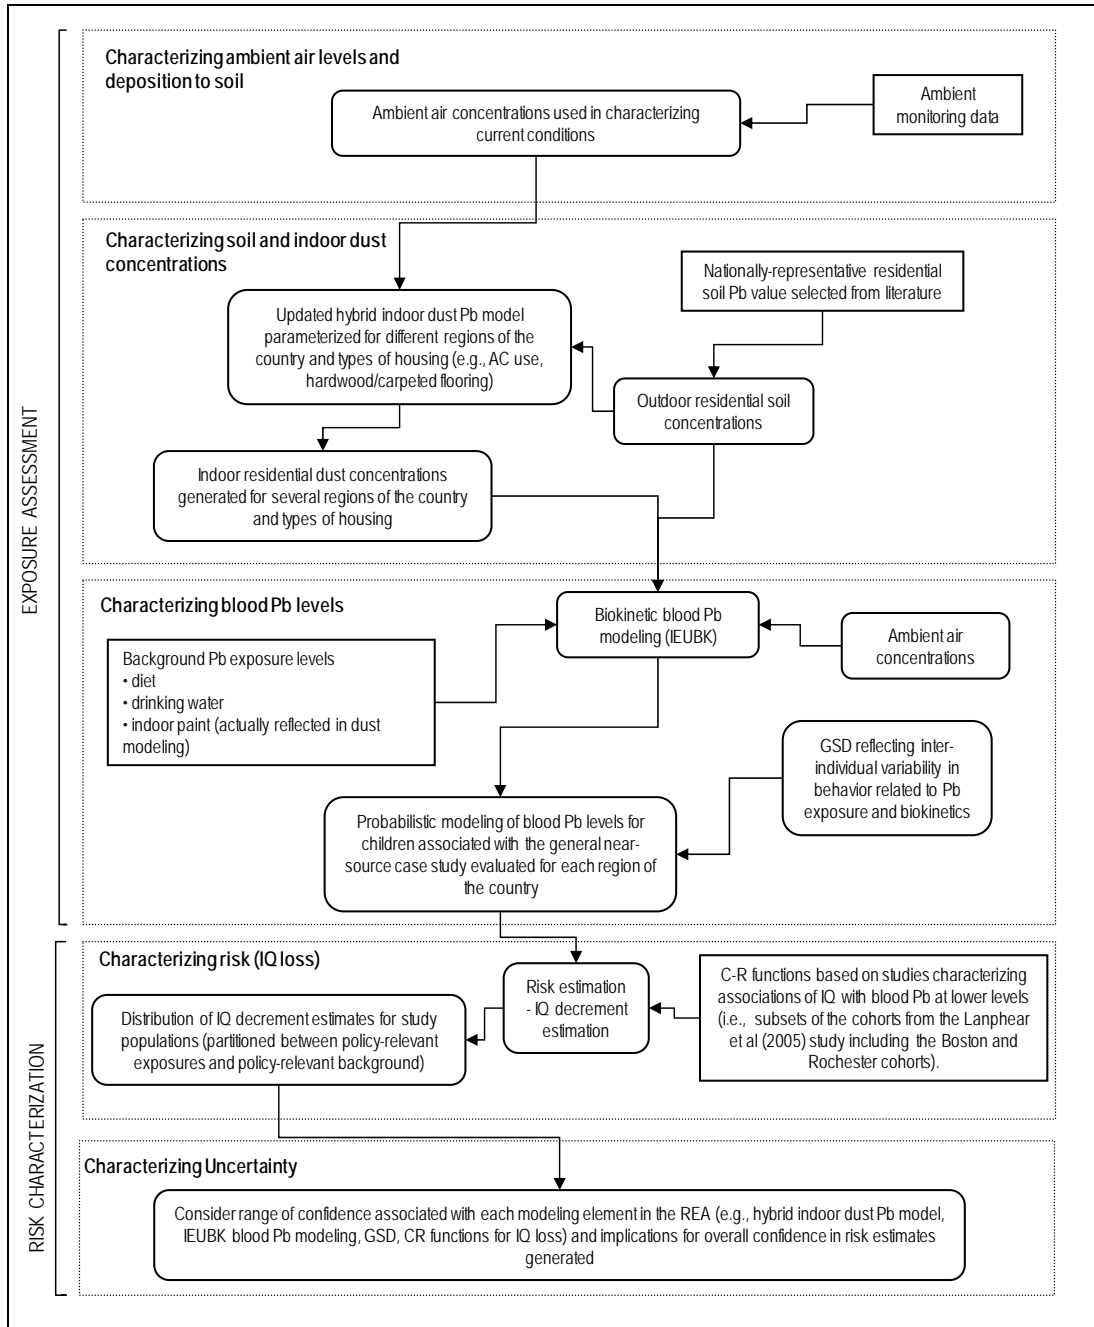 Characterizing ambient air levels and
deposition to soil
Ambient air concentrations used in characterizing
current conditions
Ambient
monitoring data
Characterizing soil and indoor dust
concentrations
Nationally-representative residential
soil Pb value selected from literature
Updated hybrid indoor dust Pb model
parameterized for different regions of the
country and types of housing (e.g., AC use,
hardwood/carpeted flooring)
Outdoor residential soil
concentrations
Indoor residential dust concentrations
generated for several regions of the country
and types of housing
EXPOSURE ASSESSMENT
Characterizing blood Pb levels
Biokinetic blood Pb
modeling (IEUBK)
Ambient air
concentrations
Background Pb exposure levels
• diet
• drinking water
• indoor paint (actually reflected in dust
modeling)
GSD reflecting inter-
individual variability in
behavior related to Pb
exposure and biokinetics
Probabilistic modeling of blood Pb levels for
children associated with the general near-
source case study evaluated for each region of
the country
Characterizing risk (IQ loss)
Risk estimation
- IQ decrement
estimation
C-R functions based on studies characterizing
associations of IQ with blood Pb at lower levels
(i.e., subsets of the cohorts from the Lanphear
et al (2005) study including the Boston and
Rochester cohorts).
Distribution of IQ decrement estimates for study
populations (partitioned between policy-relevant
exposures and policy-relevant background)
RISK CHARACTERIZATION
Characterizing Uncertainty
Consider range of confidence associated with each modeling element in the REA (e.g., hybrid indoor dust Pb model,
IEUBK blood Pb modeling, GSD, CR functions for IQ loss) and implications for overall confidence in risk estimates
generated